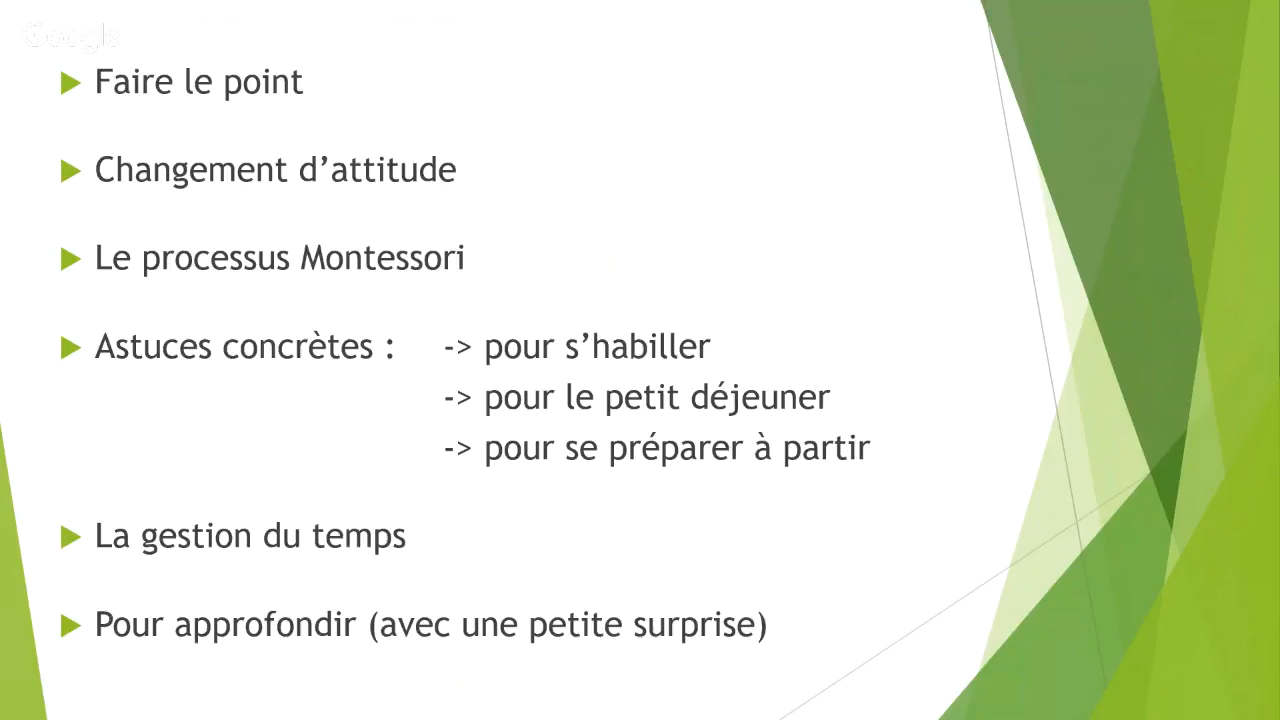 Google
Faire le point
Changement d’attitude
Le processus Montessori
Astuces concrètes : -> pour s’habiller
-> pour le petit déjeuner
-> pour se préparer à partir
La gestion du temps
Pour approfondir (avec une petite surprise)